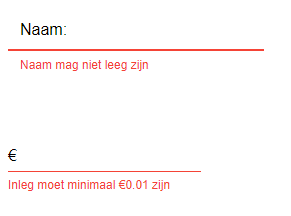 Naam:
Naam mag niet leeg zijn
€
Inleg moet minimaal €0.01 zijn